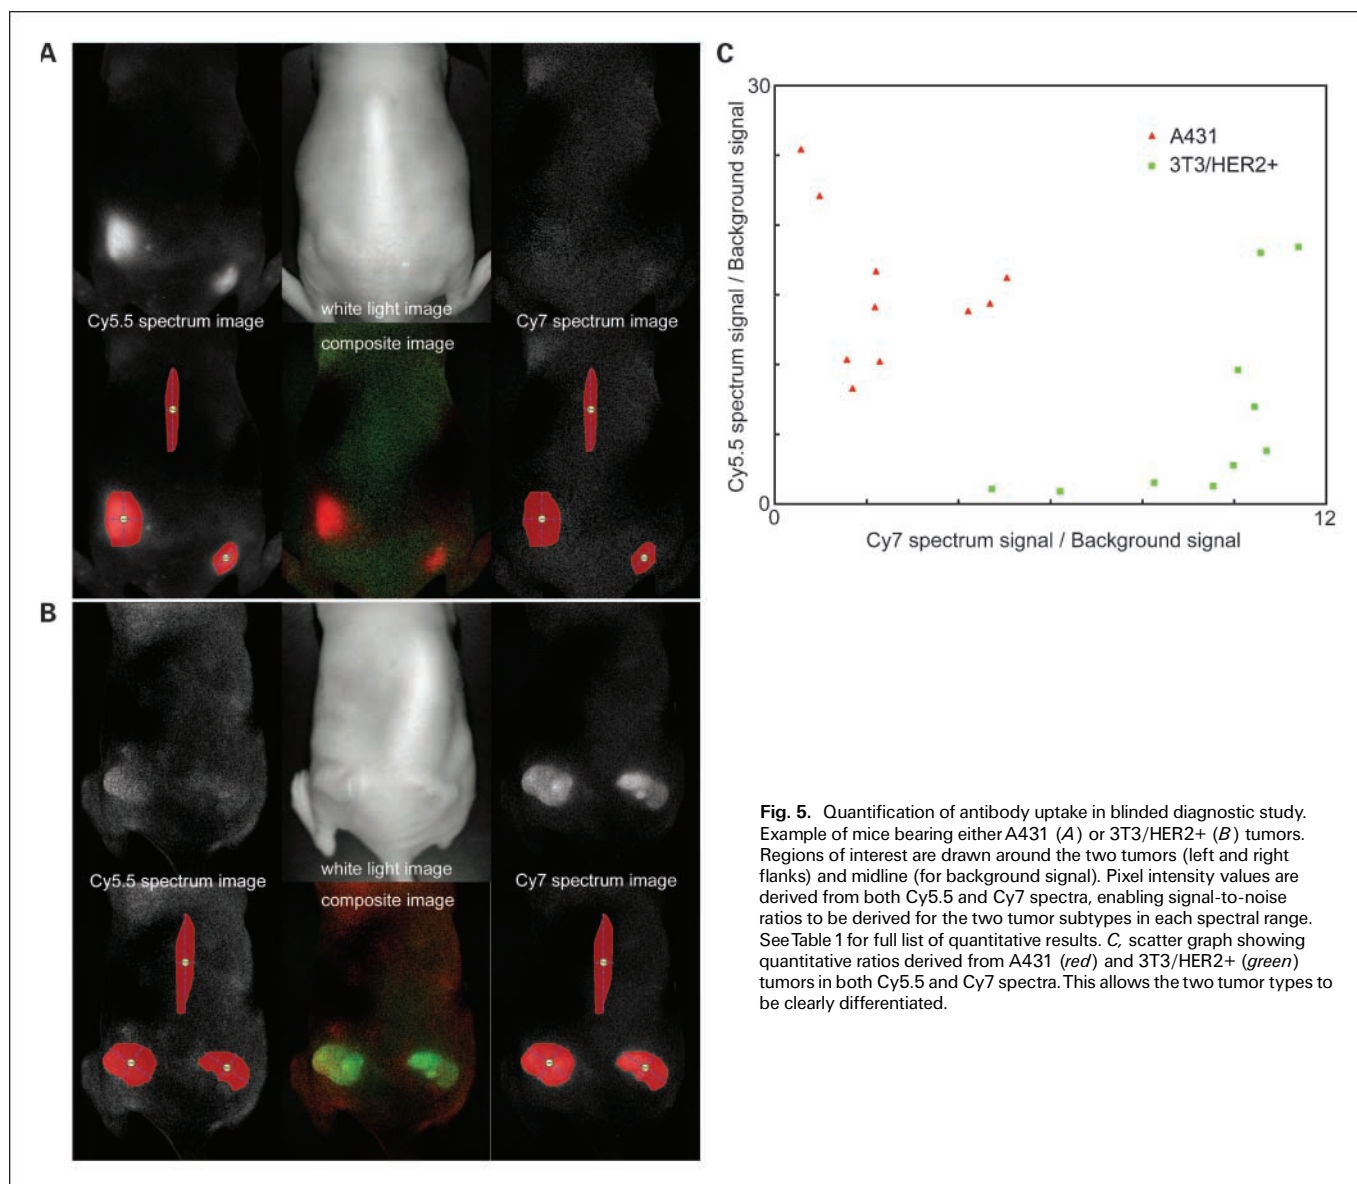 A
Cy5.5 spectrum image
white light image
Cy7 spectrum image
composite image
B
Cy5.5 spectrum image
white light image
Cy7 spectrum image
composite image
C
30
0
Cy5.5 spectrum signal / Background signal
A431
3T3/HER2+
0
12
Cy7 spectrum signal / Background signal
Fig. 5. Quantification of antibody uptake in blinded diagnostic study.
Example of mice bearing either A431 (A) or 3T3/HER2+ (B) tumors.
Regions of interest are drawn around the two tumors (left and right
flanks) and midline (for background signal). Pixel intensity values are
derived from both Cy5.5 and Cy7 spectra, enabling signal-to-noise
ratios to be derived for the two tumor subtypes in each spectral range.
See Table 1 for full list of quantitative results. C, scatter graph showing
quantitative ratios derived from A431 (red) and 3T3/HER2+ (green)
tumors in both Cy5.5 and Cy7 spectra. This allows the two tumor types to
be clearly differentiated.